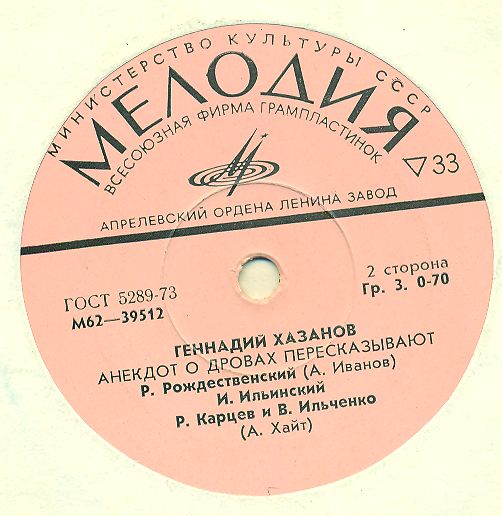 МИНИСТЕРСТВО КУЛЬТУРЫ СССР
МЕЛОДИЯ
ВСЕСОЮЗНАЯ ФИРМА ГРАМПЛАСТИНОК
▽33
АПРЕЛЕВСКИЙ ОРДЕНА ЛЕНИНА ЗАВОД
ГОСТ 5289-73
М62—39512
2 сторона
Гр. 3. 0-70
ГЕННАДИЙ ХАЗАНОВ
АНЕКДОТ О ДРОВАХ ПЕРЕСКАЗЫВАЮТ
Р. Рождественский (А. Иванов)
И. Ильинский
Р. Карцев и В. Ильченко
(А. Хайт)